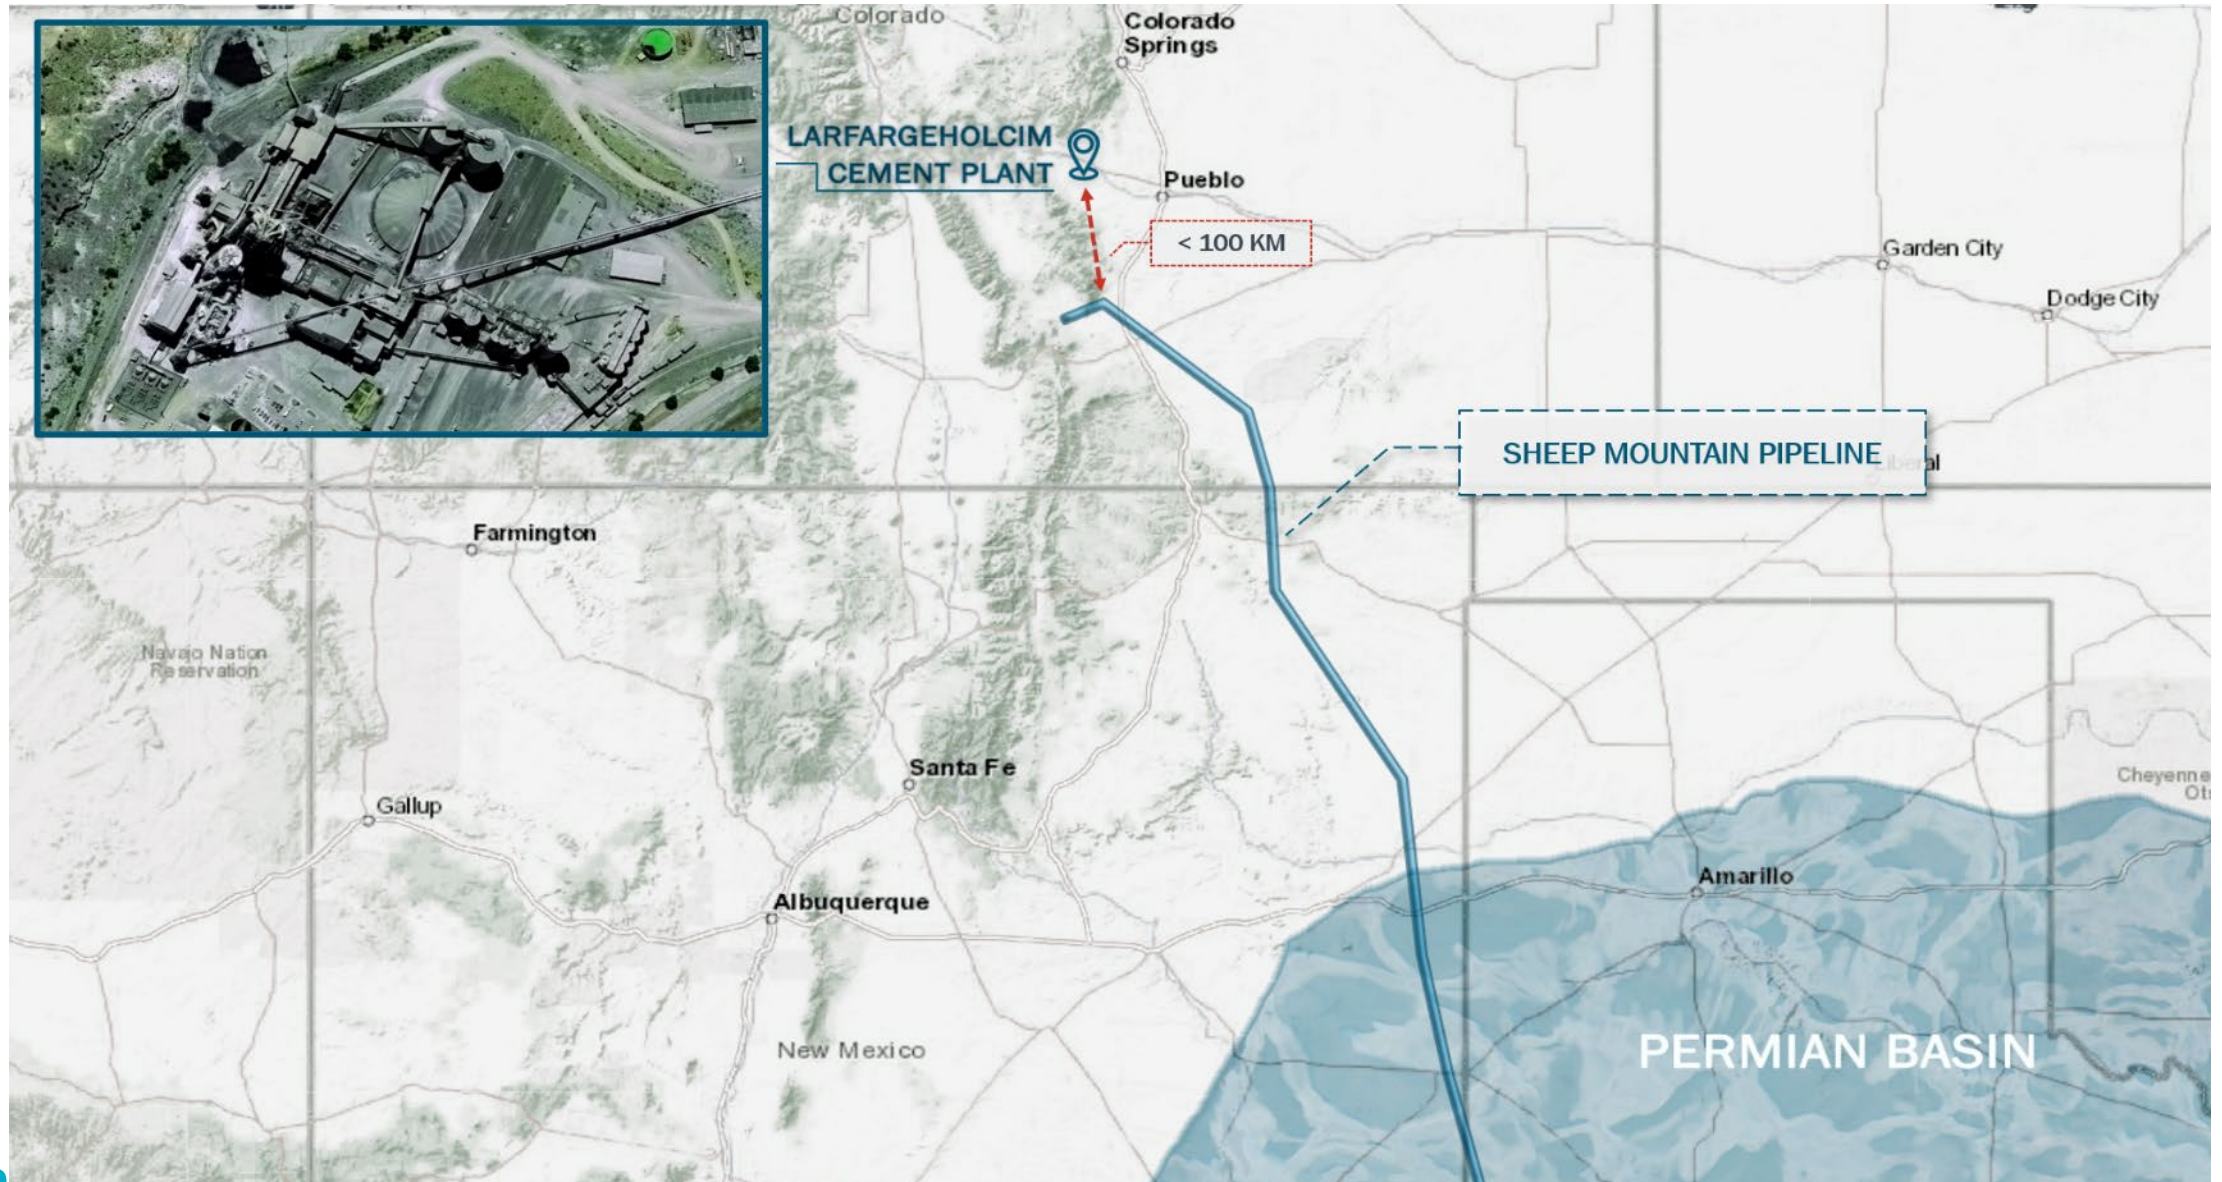 Colorado
Colorado
Springs
LARFARGEHOLCIM
CEMENT PLANT
Pueblo
< 100 KM
Garden City
Dodge City
SHEEP MOUNTAIN PIPELINE
Farmington
Navajo Nation
Reservation
Santa Fe
Gallup
Cheyenne
Amarillo
Albuquerque
New Mexico
PERMIAN BASIN